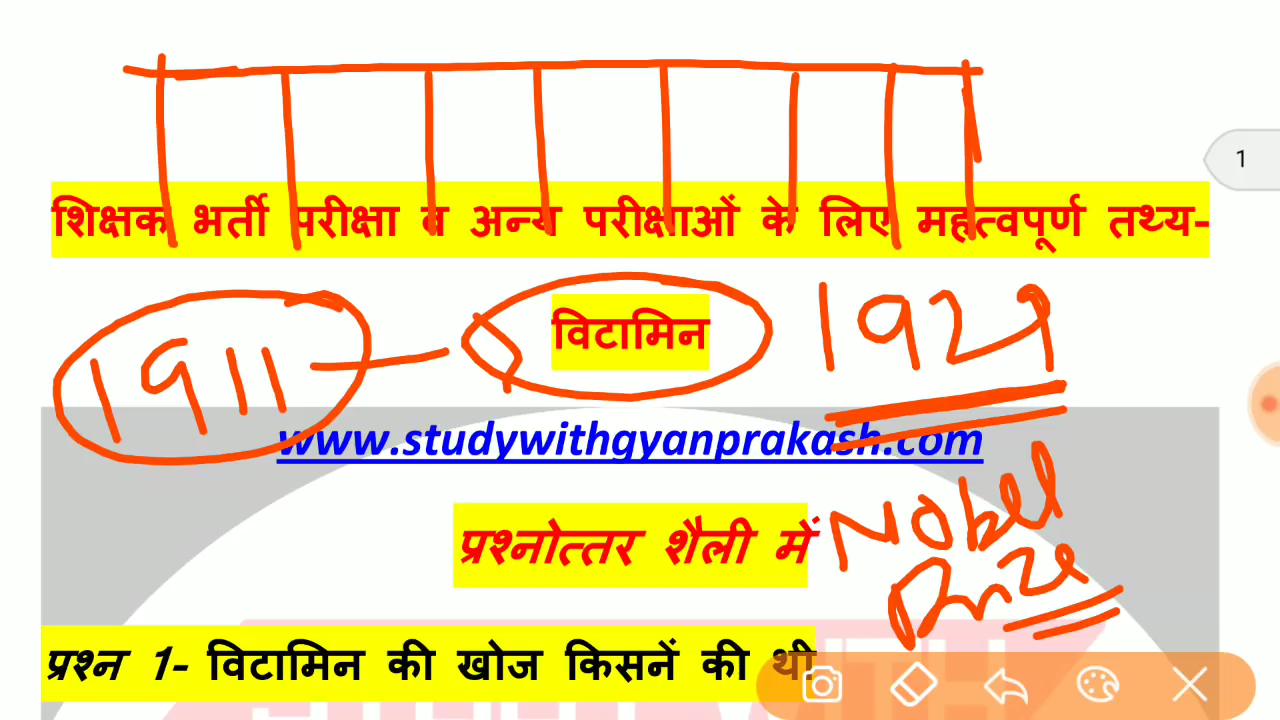 1
शिक्षक भर्ती परीक्षा व अन्य परीक्षाओं के लिए महत्वपूर्ण तथ्य-
विटामिन
1929
1911
www.studywithgyanprakash.com
प्रश्नोत्तर शैली में
Nobel
Prize
प्रश्न 1- विटामिन की खोज किसनें की थी